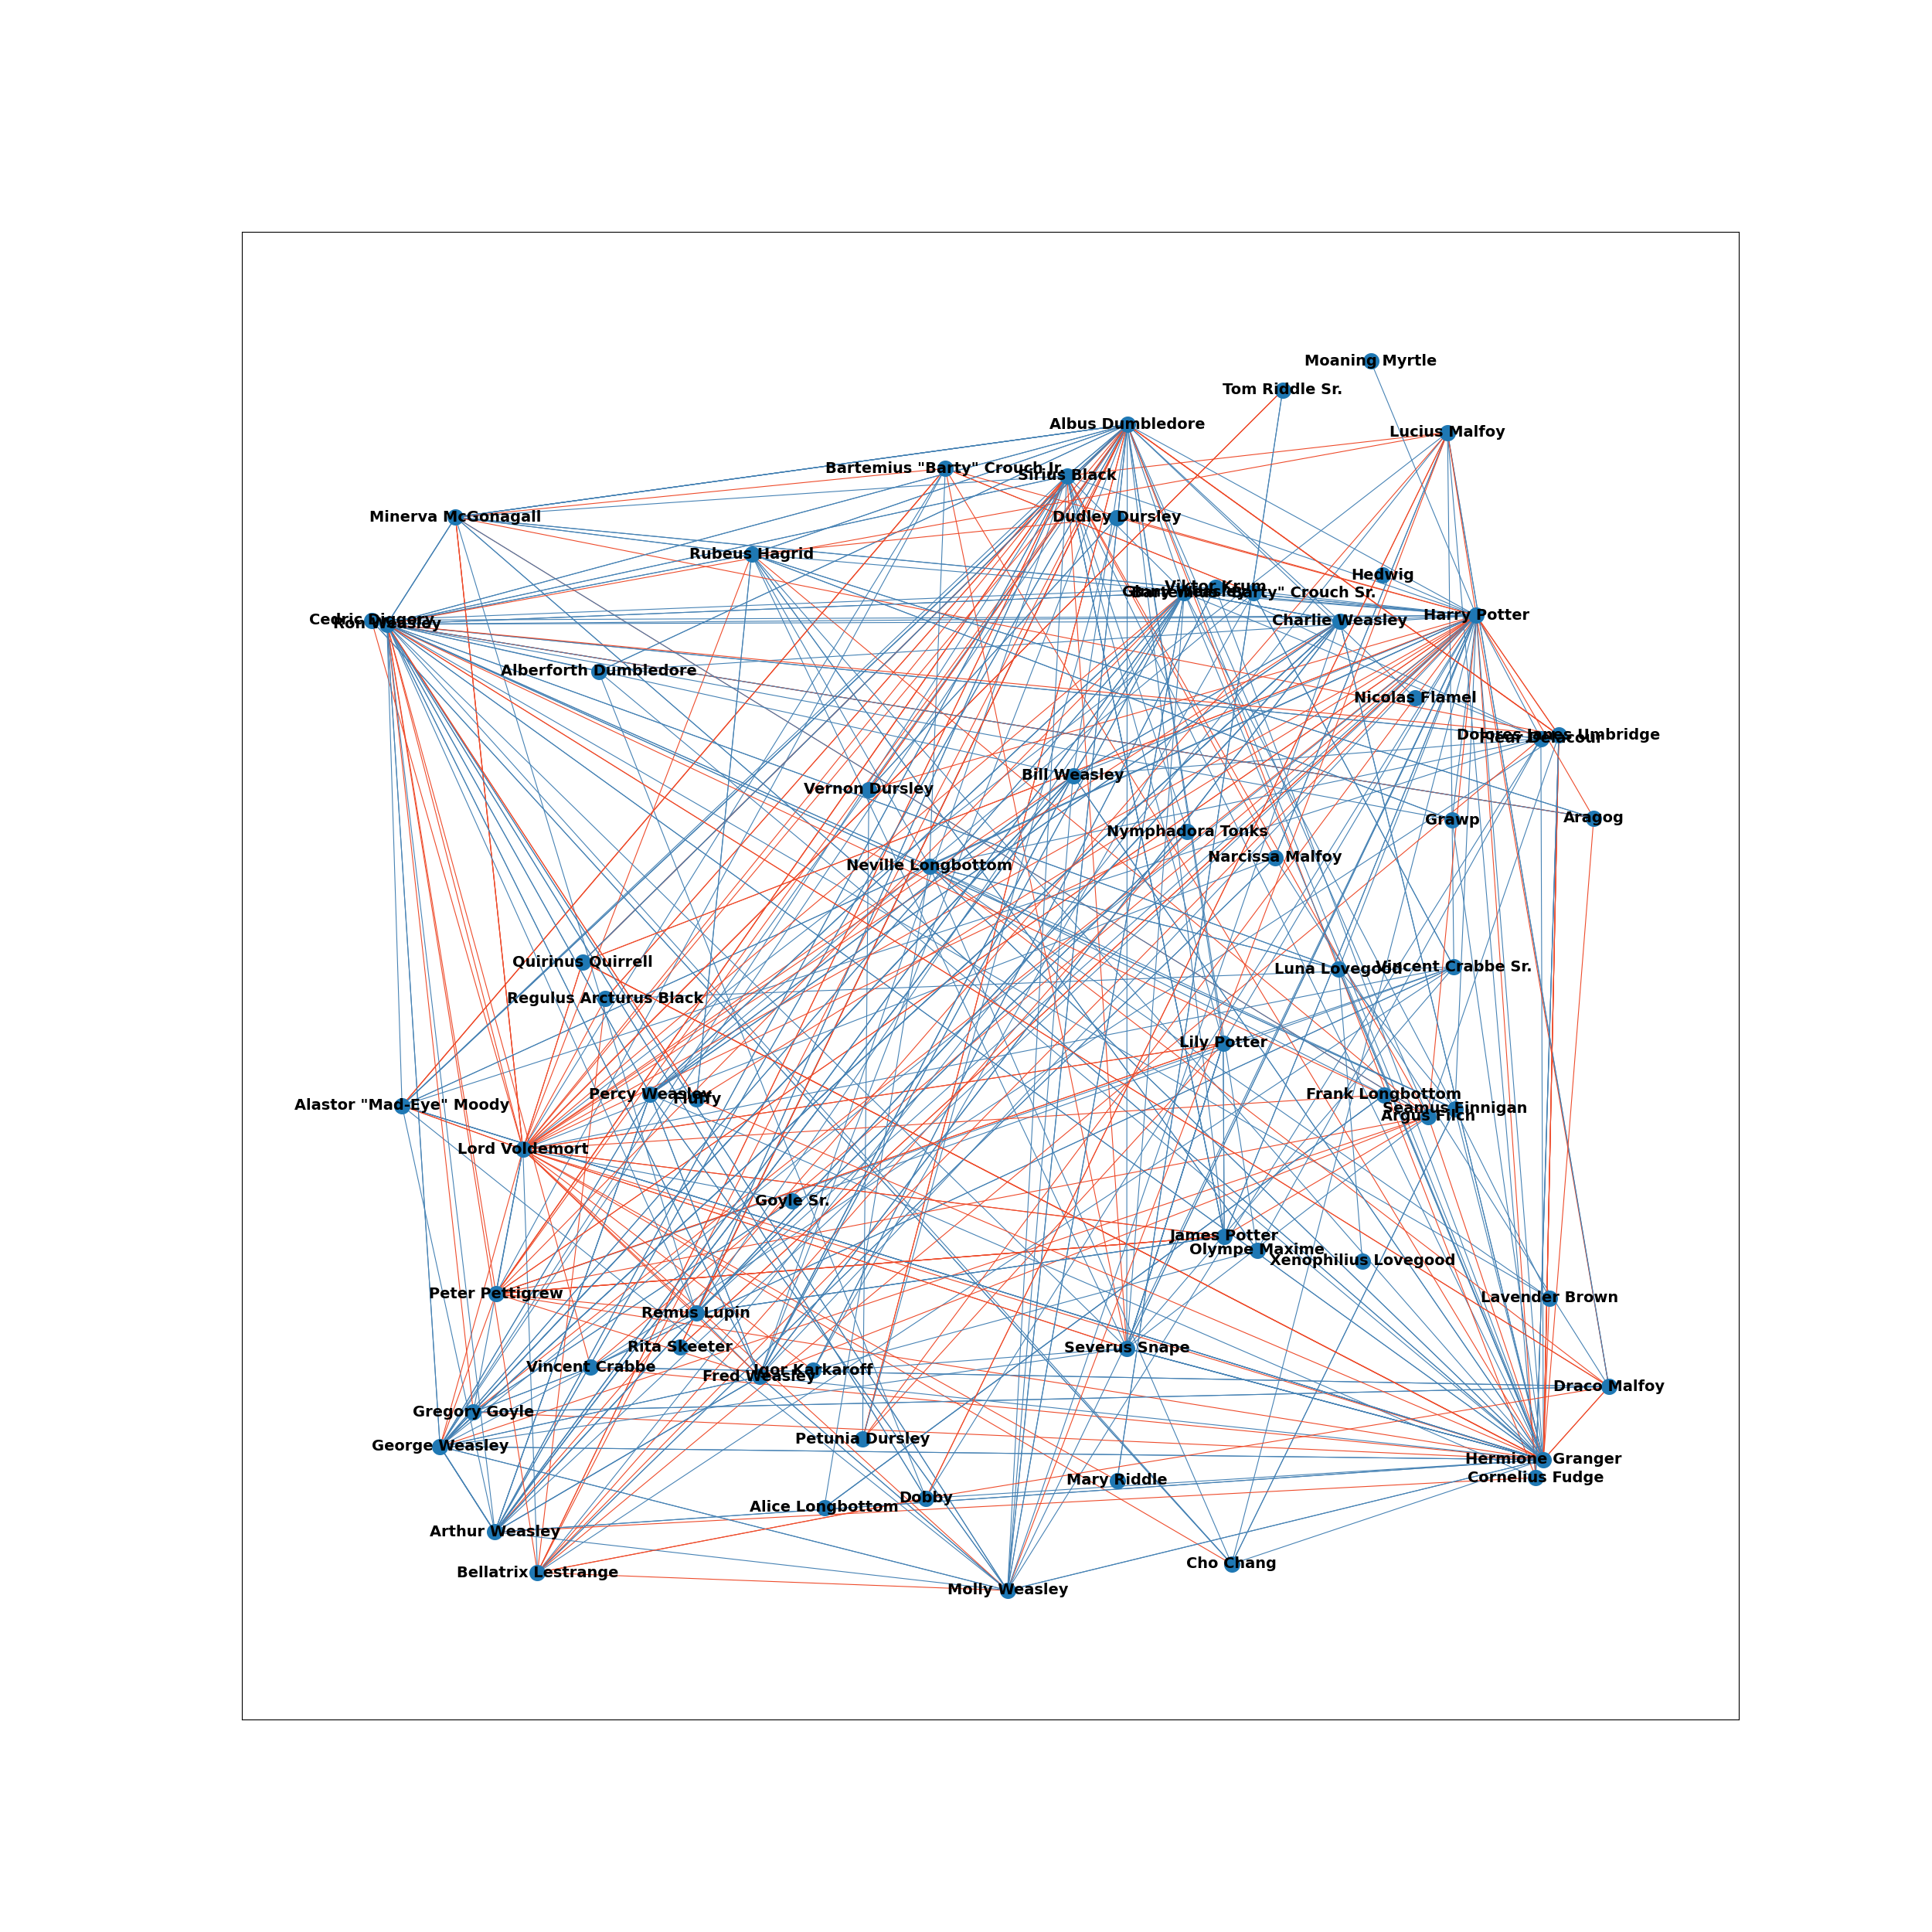 Moaning Myrtle
Tom Riddle Sr.
Albus Dumbledore
Lucius Malfoy
Bartemius "Barty" Crouch Jr.
Sirius Black
Minerva McGonagall
Dudley Dursley
Rubeus Hagrid
Hedwig
Viktor Krum
Ginny Weasley
Bartemius "Barty" Crouch Sr.
Harry Potter
Cedric Diggory
Ron Weasley
Charlie Weasley
Alberforth Dumbledore
Nicolas Flamel
Dolores Janes Umbridge
Fleur Delacour
Bill Weasley
Vernon Dursley
Grawp
Aragog
Nymphadora Tonks
Narcissa Malfoy
Neville Longbottom
Quirinus Quirrell
Luna Lovegood
Vincent Crabbe Sr.
Regulus Arcturus Black
Lily Potter
Percy Weasley
Fluffy
Frank Longbottom
Alastor "Mad-Eye" Moody
Seamus Finnigan
Argus Filch
Lord Voldemort
Goyle Sr.
James Potter
Olympe Maxime
Xenophilius Lovegood
Peter Pettigrew
Lavender Brown
Remus Lupin
Rita Skeeter
Severus Snape
Vincent Crabbe
Igor Karkaroff
Fred Weasley
Draco Malfoy
Gregory Goyle
Petunia Dursley
George Weasley
Hermione Granger
Mary Riddle
Cornelius Fudge
Dobby
Alice Longbottom
Arthur Weasley
Cho Chang
Bellatrix Lestrange
Molly Weasley